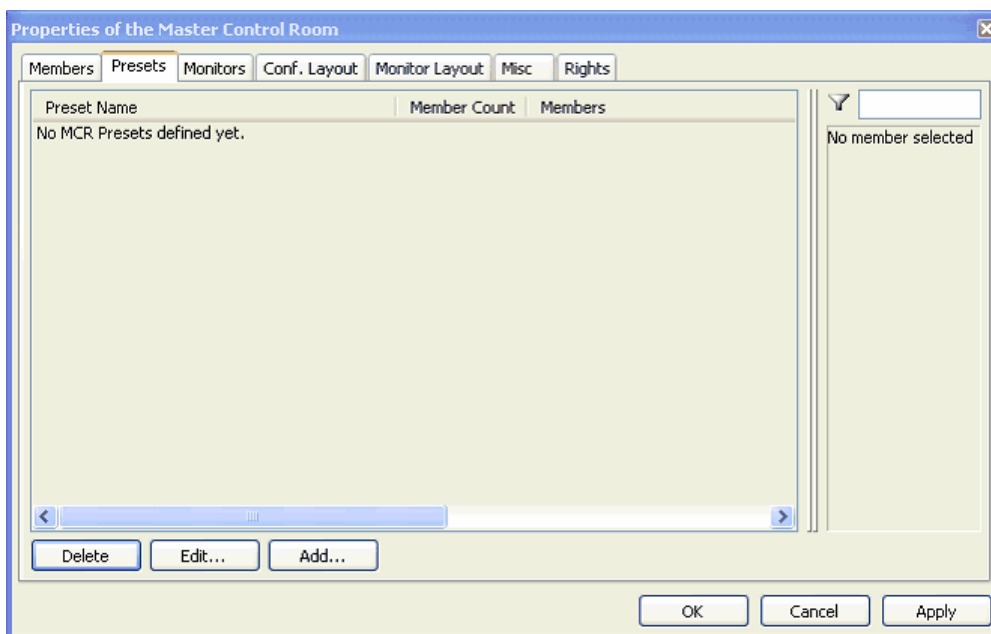 Properties of the Master Control Room
Members Presets Monitors Conf. Layout Monitor Layout Misc Rights
Preset Name Member Count Members
No MCR Presets defined yet.
No member selected
Delete Edit... Add...
OK Cancel Apply